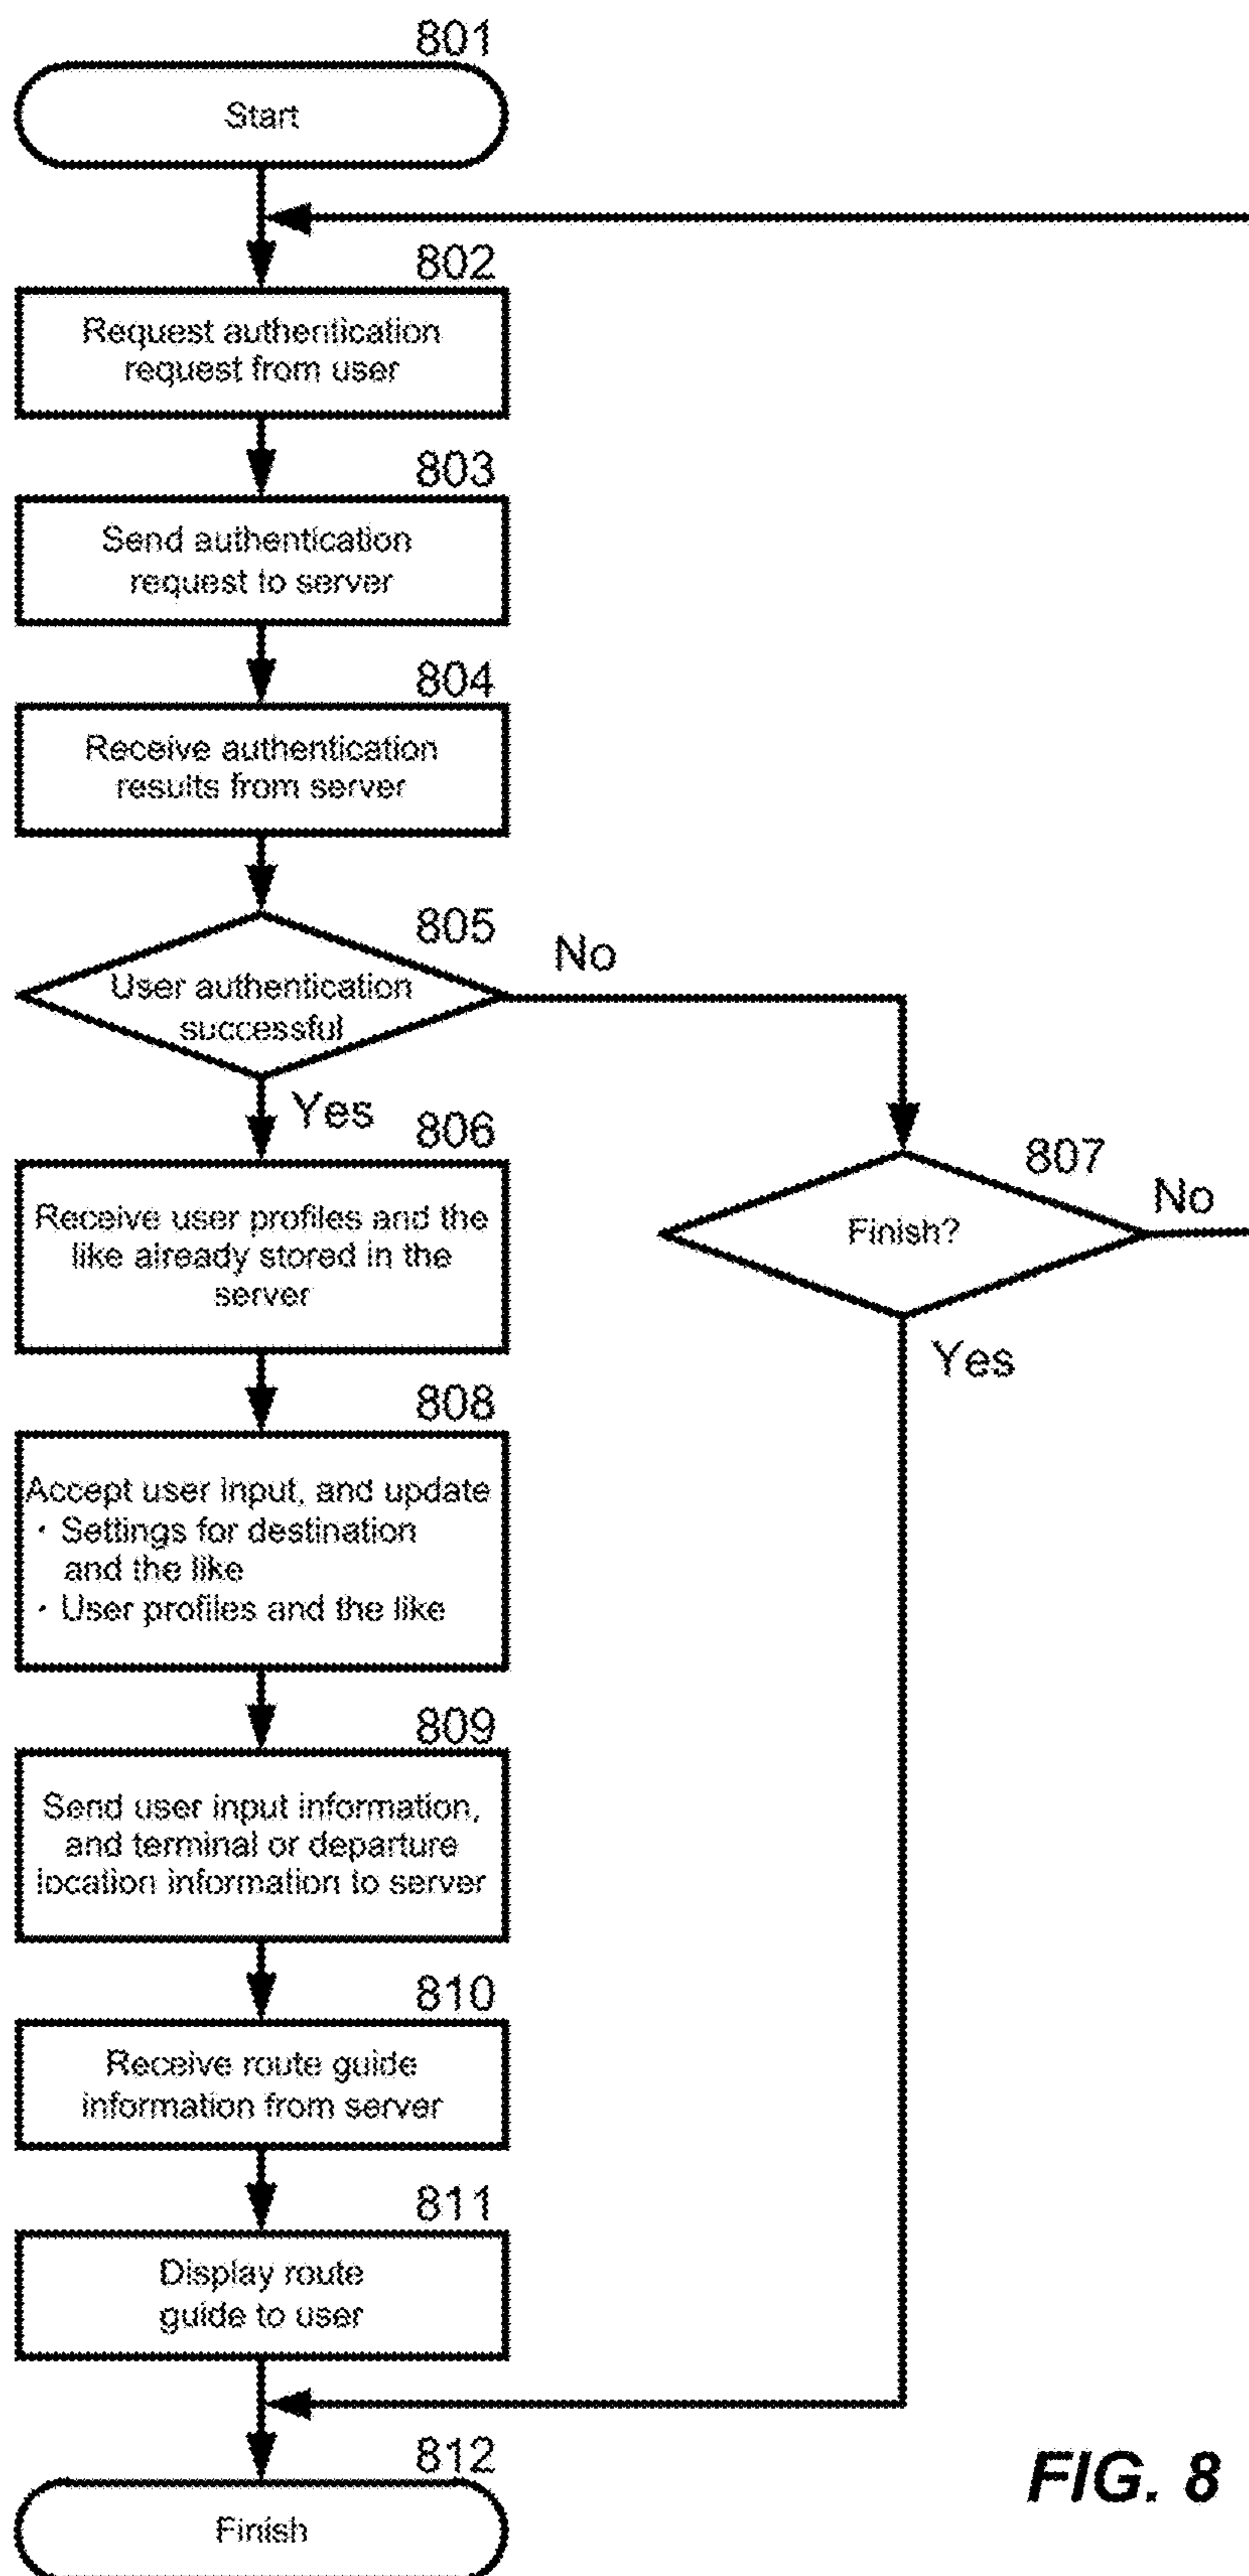 801
Start
802
Request authentication
request from user
803
Send authentication
request to server
804
Receive authentication
results from server
805
No
User authentication
successful
Yes
806
Receive user profiles and the
like already stored in the
server
807
No
Finish?
Yes
808
Accept user input, and update
・ Settings for destination
and the like
・ User profiles and the like
809
Send user input information,
and terminal or departure
location information to server
810
Receive route guide
information from server
811
Display route
guide to user
812
Finish
FIG. 8